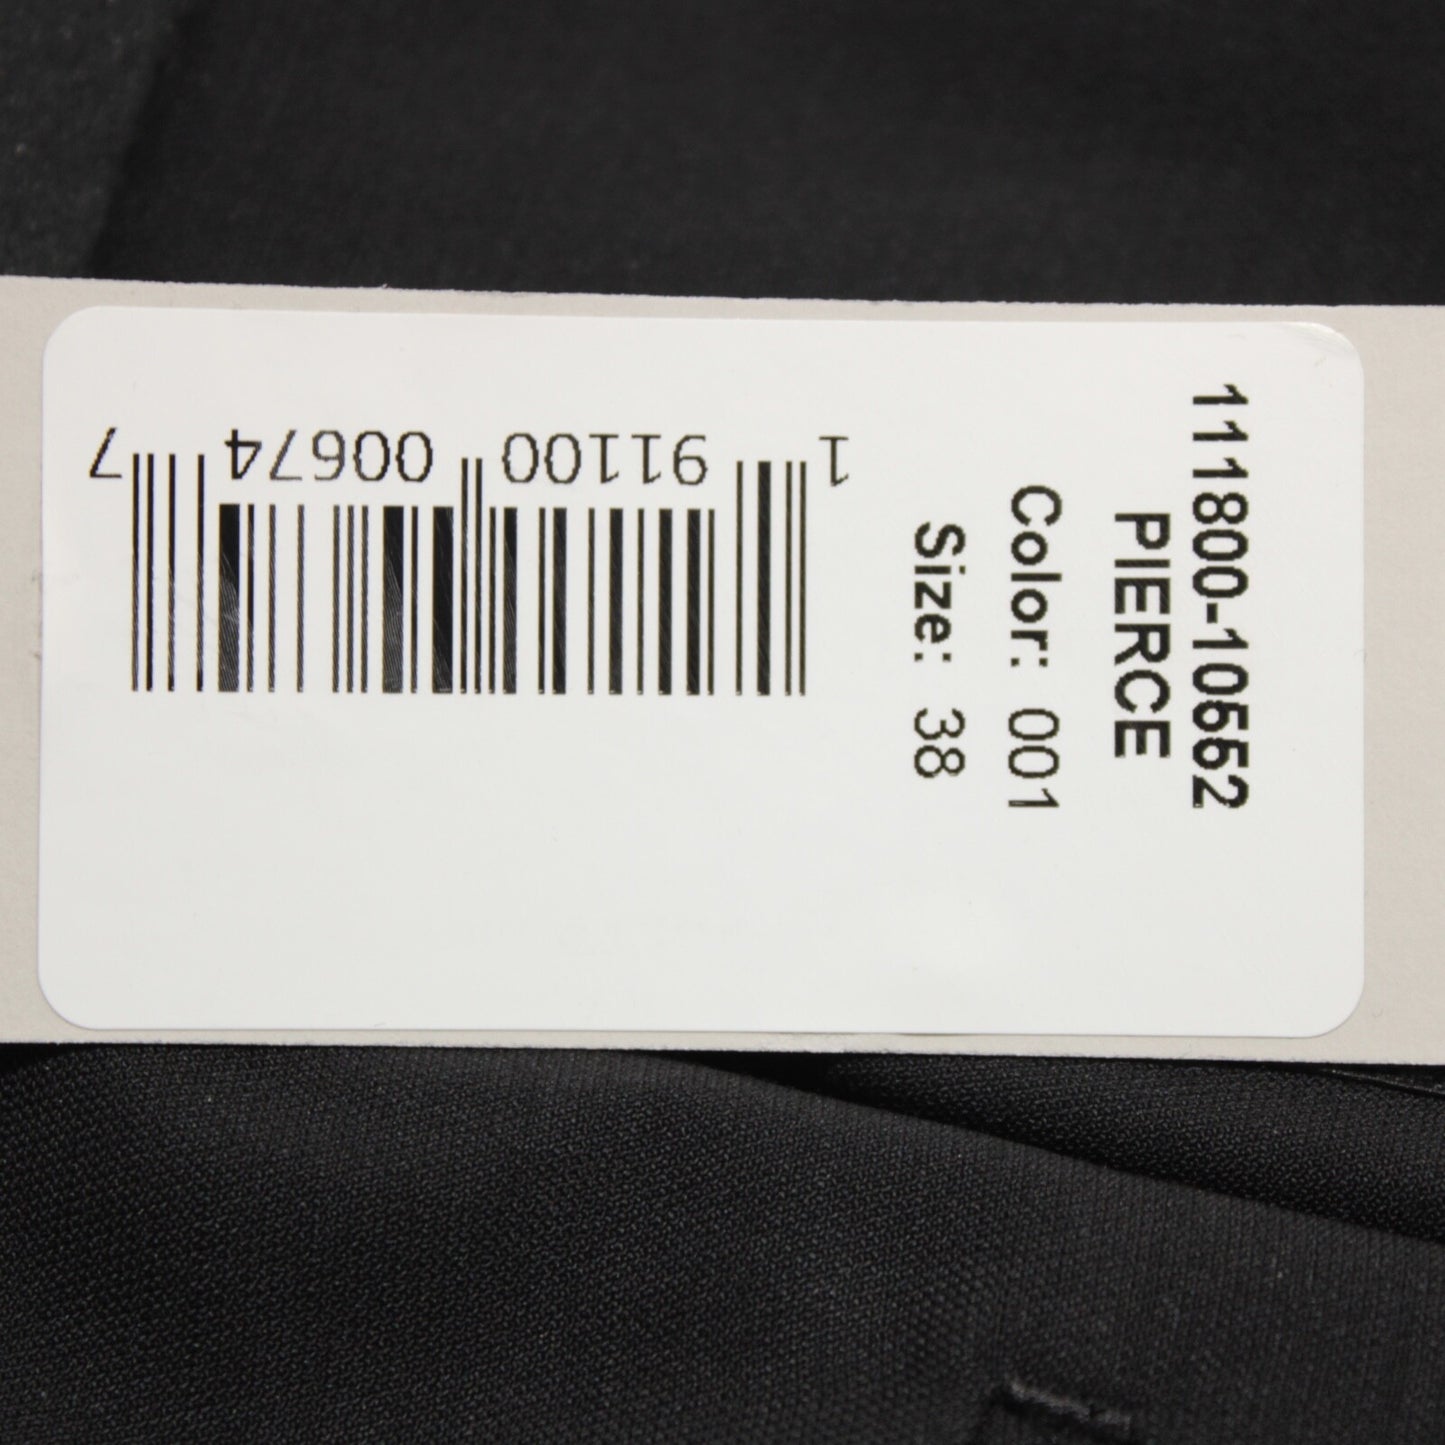 111800-10552
PIERCE
Color: 001
Size: 38
1 91100 00674 7